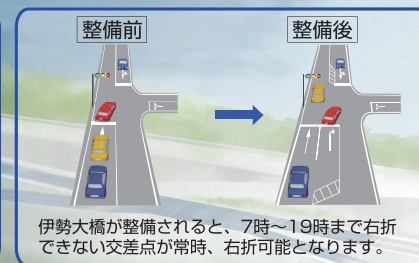 整備前
整備後
伊勢大橋が整備されると、7時～19時まで右折
できない交差点が常時、右折可能となります。